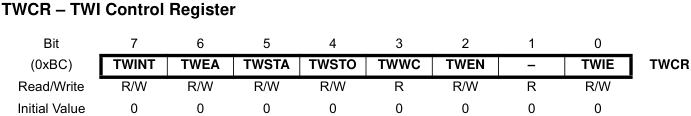 TWCR – TWI Control Register
Bit 7 6 5 4 3 2 1 0
(0xBC) TWINT TWEA TWSTA TWSTO TWWC TWEN – TWIE TWCR
Read/Write R/W R/W R/W R/W R R/W R R/W
Initial Value 0 0 0 0 0 0 0 0